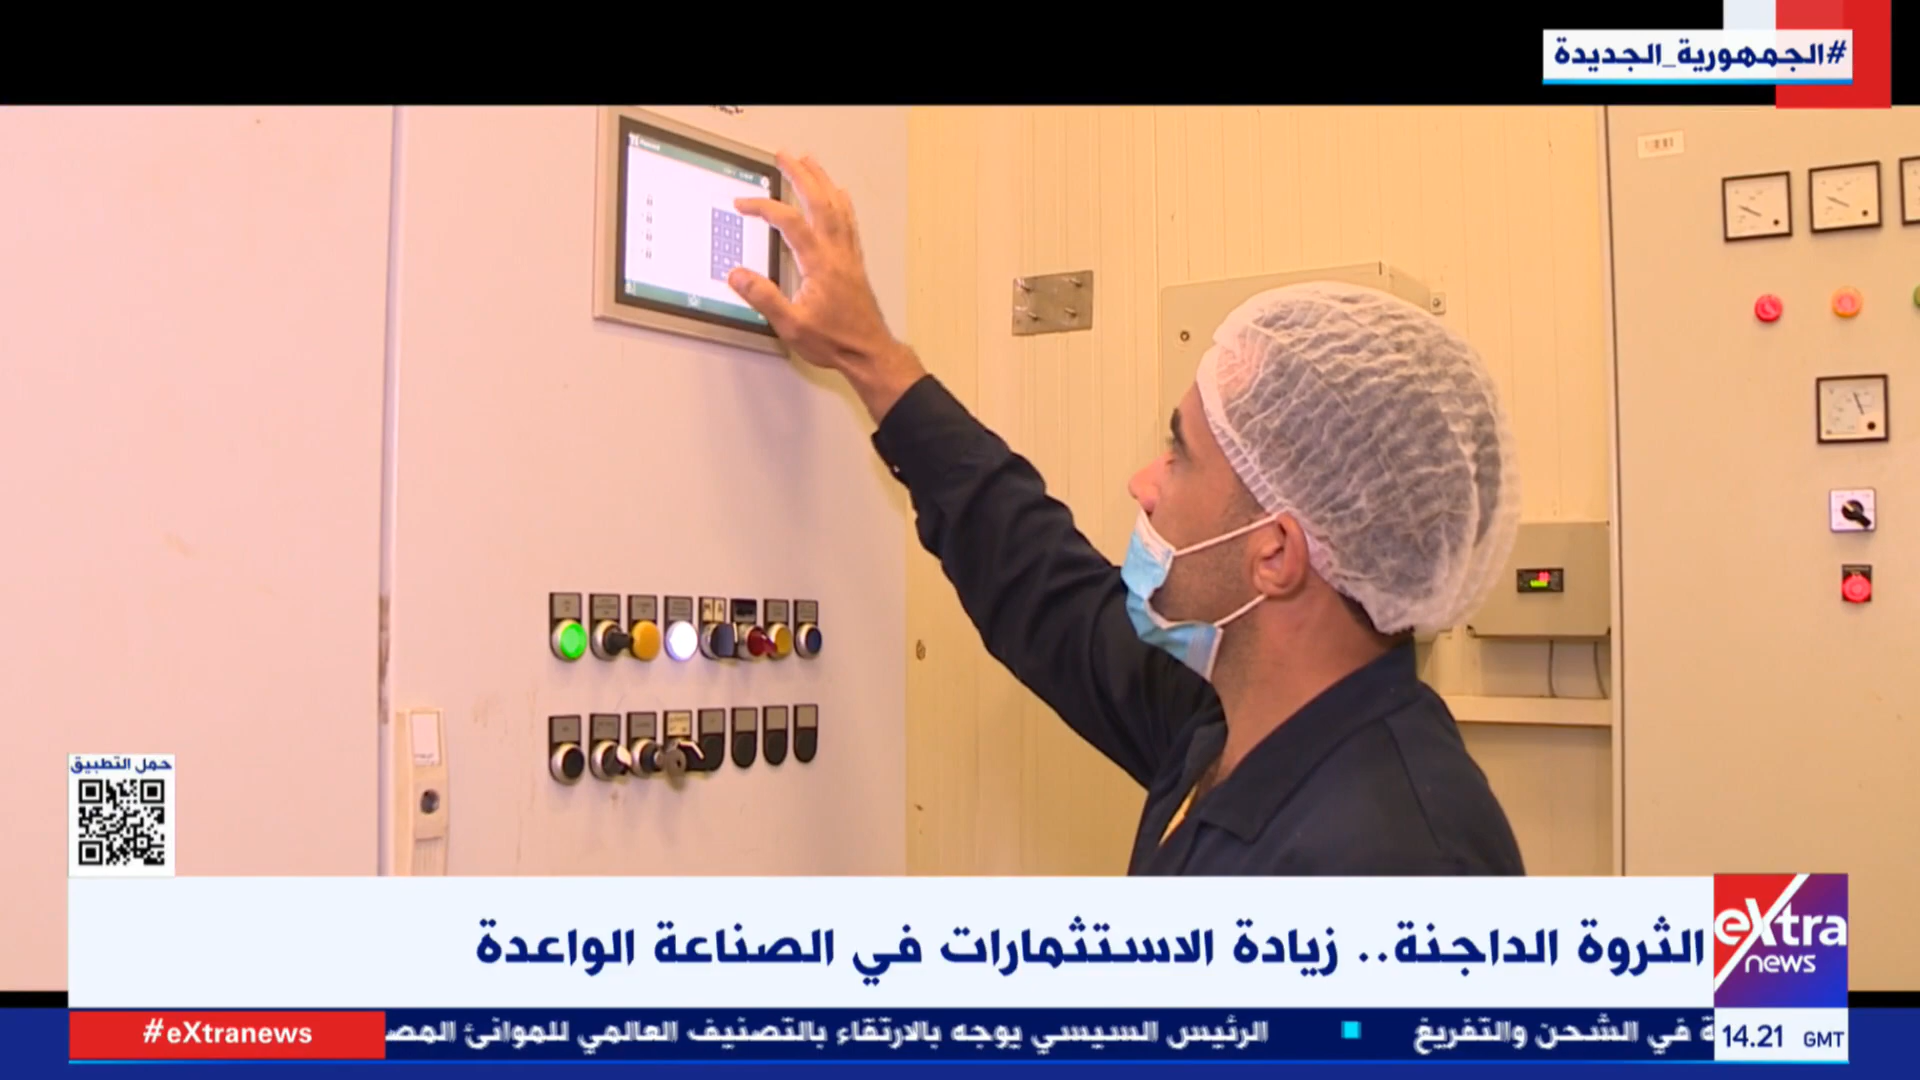 #الجمهورية_الجديدة
حمل التطبيق
الثروة الداجنة.. زيادة الاستثمارات في الصناعة الواعدة
eXtra
news
#eXtranews
في الشحن والتفريغ ■ الرئيس السيسي يوجه بالارتقاء بالتصنيف العالمي للموانئ
14.21 GMT